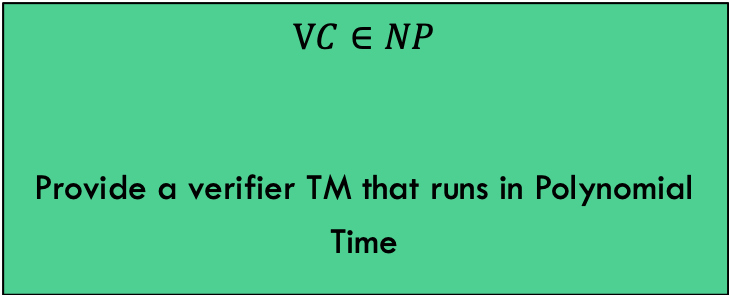 VC ∈ NP
Provide a verifier TM that runs in Polynomial
Time